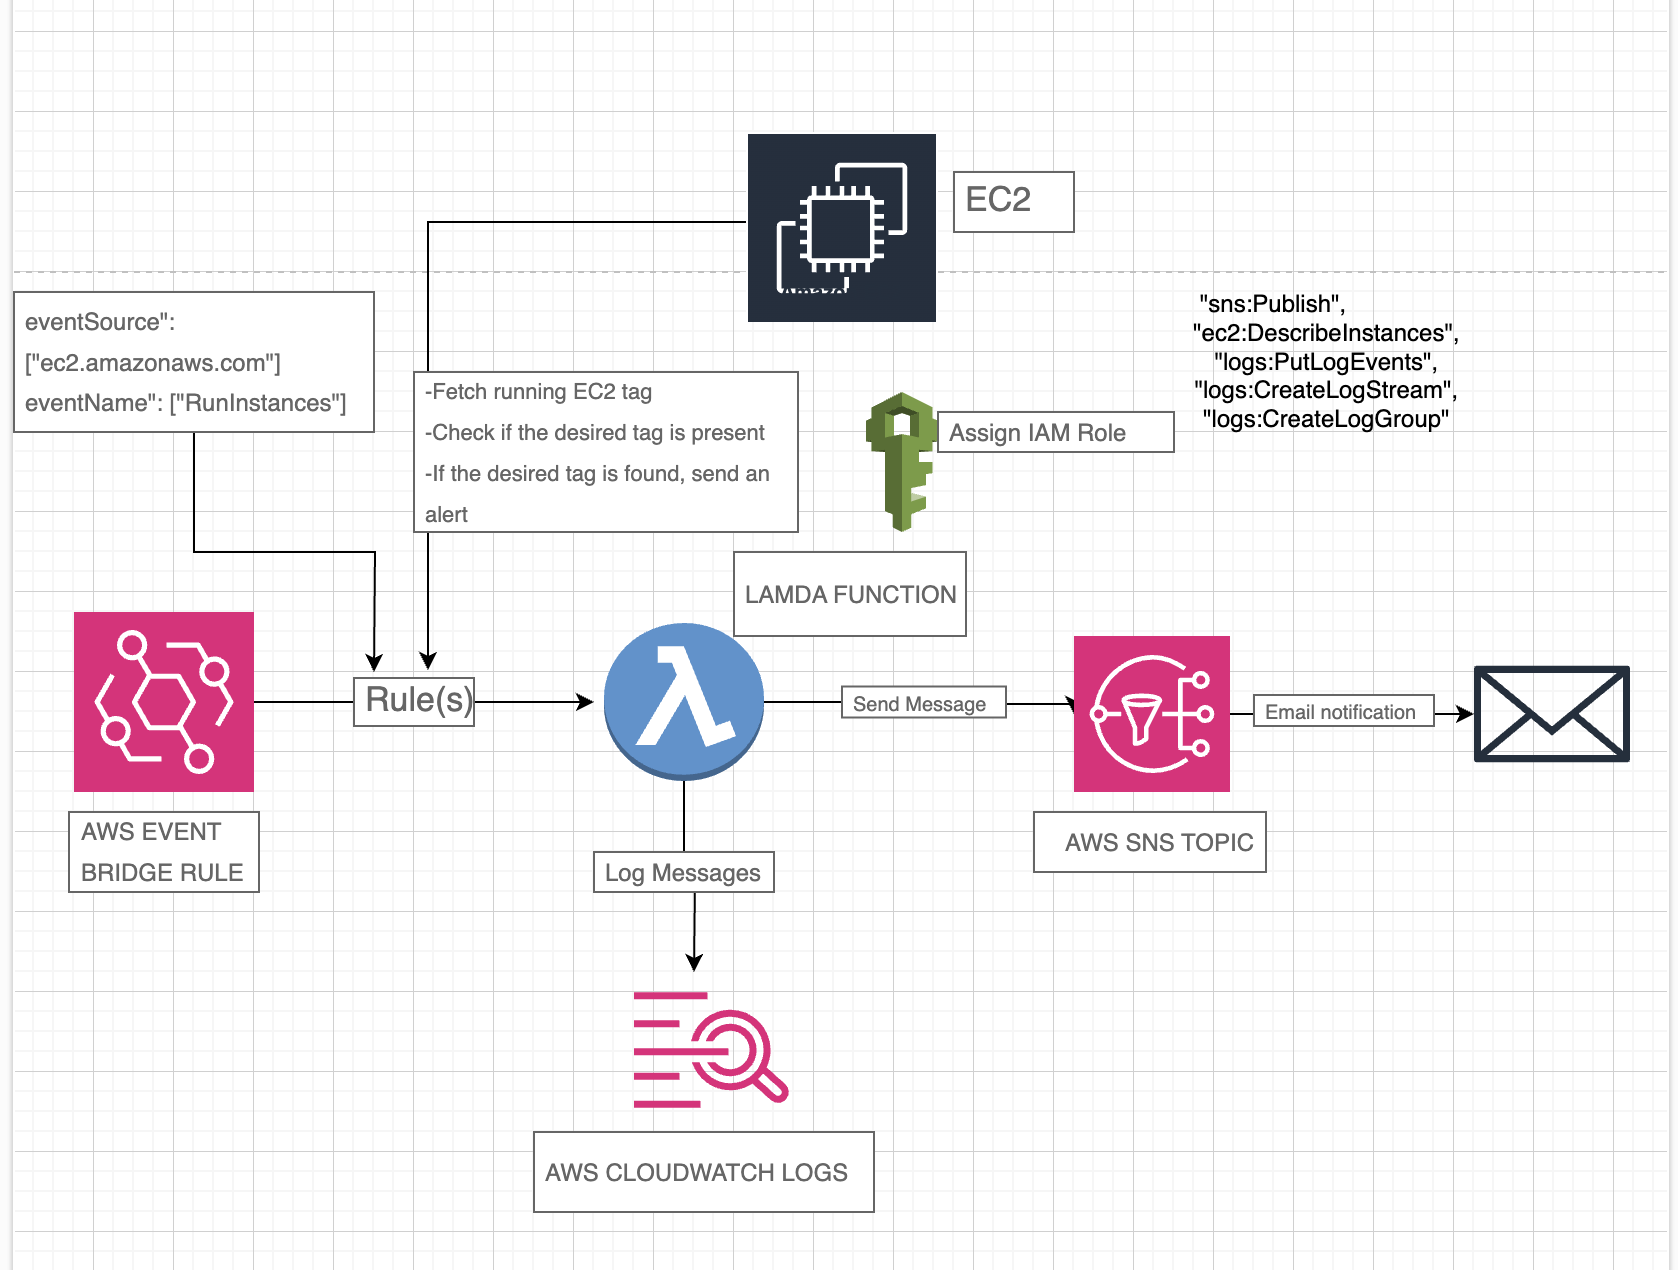 EC2
eventSource":
["ec2.amazonaws.com"]
eventName": ["RunInstances"]
-Fetch running EC2 tag
-Check if the desired tag is present
-If the desired tag is found, send an
alert
"sns:Publish",
"ec2:DescribeInstances",
"logs:PutLogEvents",
"logs:CreateLogStream",
"logs:CreateLogGroup"
Assign IAM Role
LAMDA FUNCTION
Rule(s)
Send Message
Email notification
AWS EVENT
BRIDGE RULE
AWS SNS TOPIC
Log Messages
AWS CLOUDWATCH LOGS